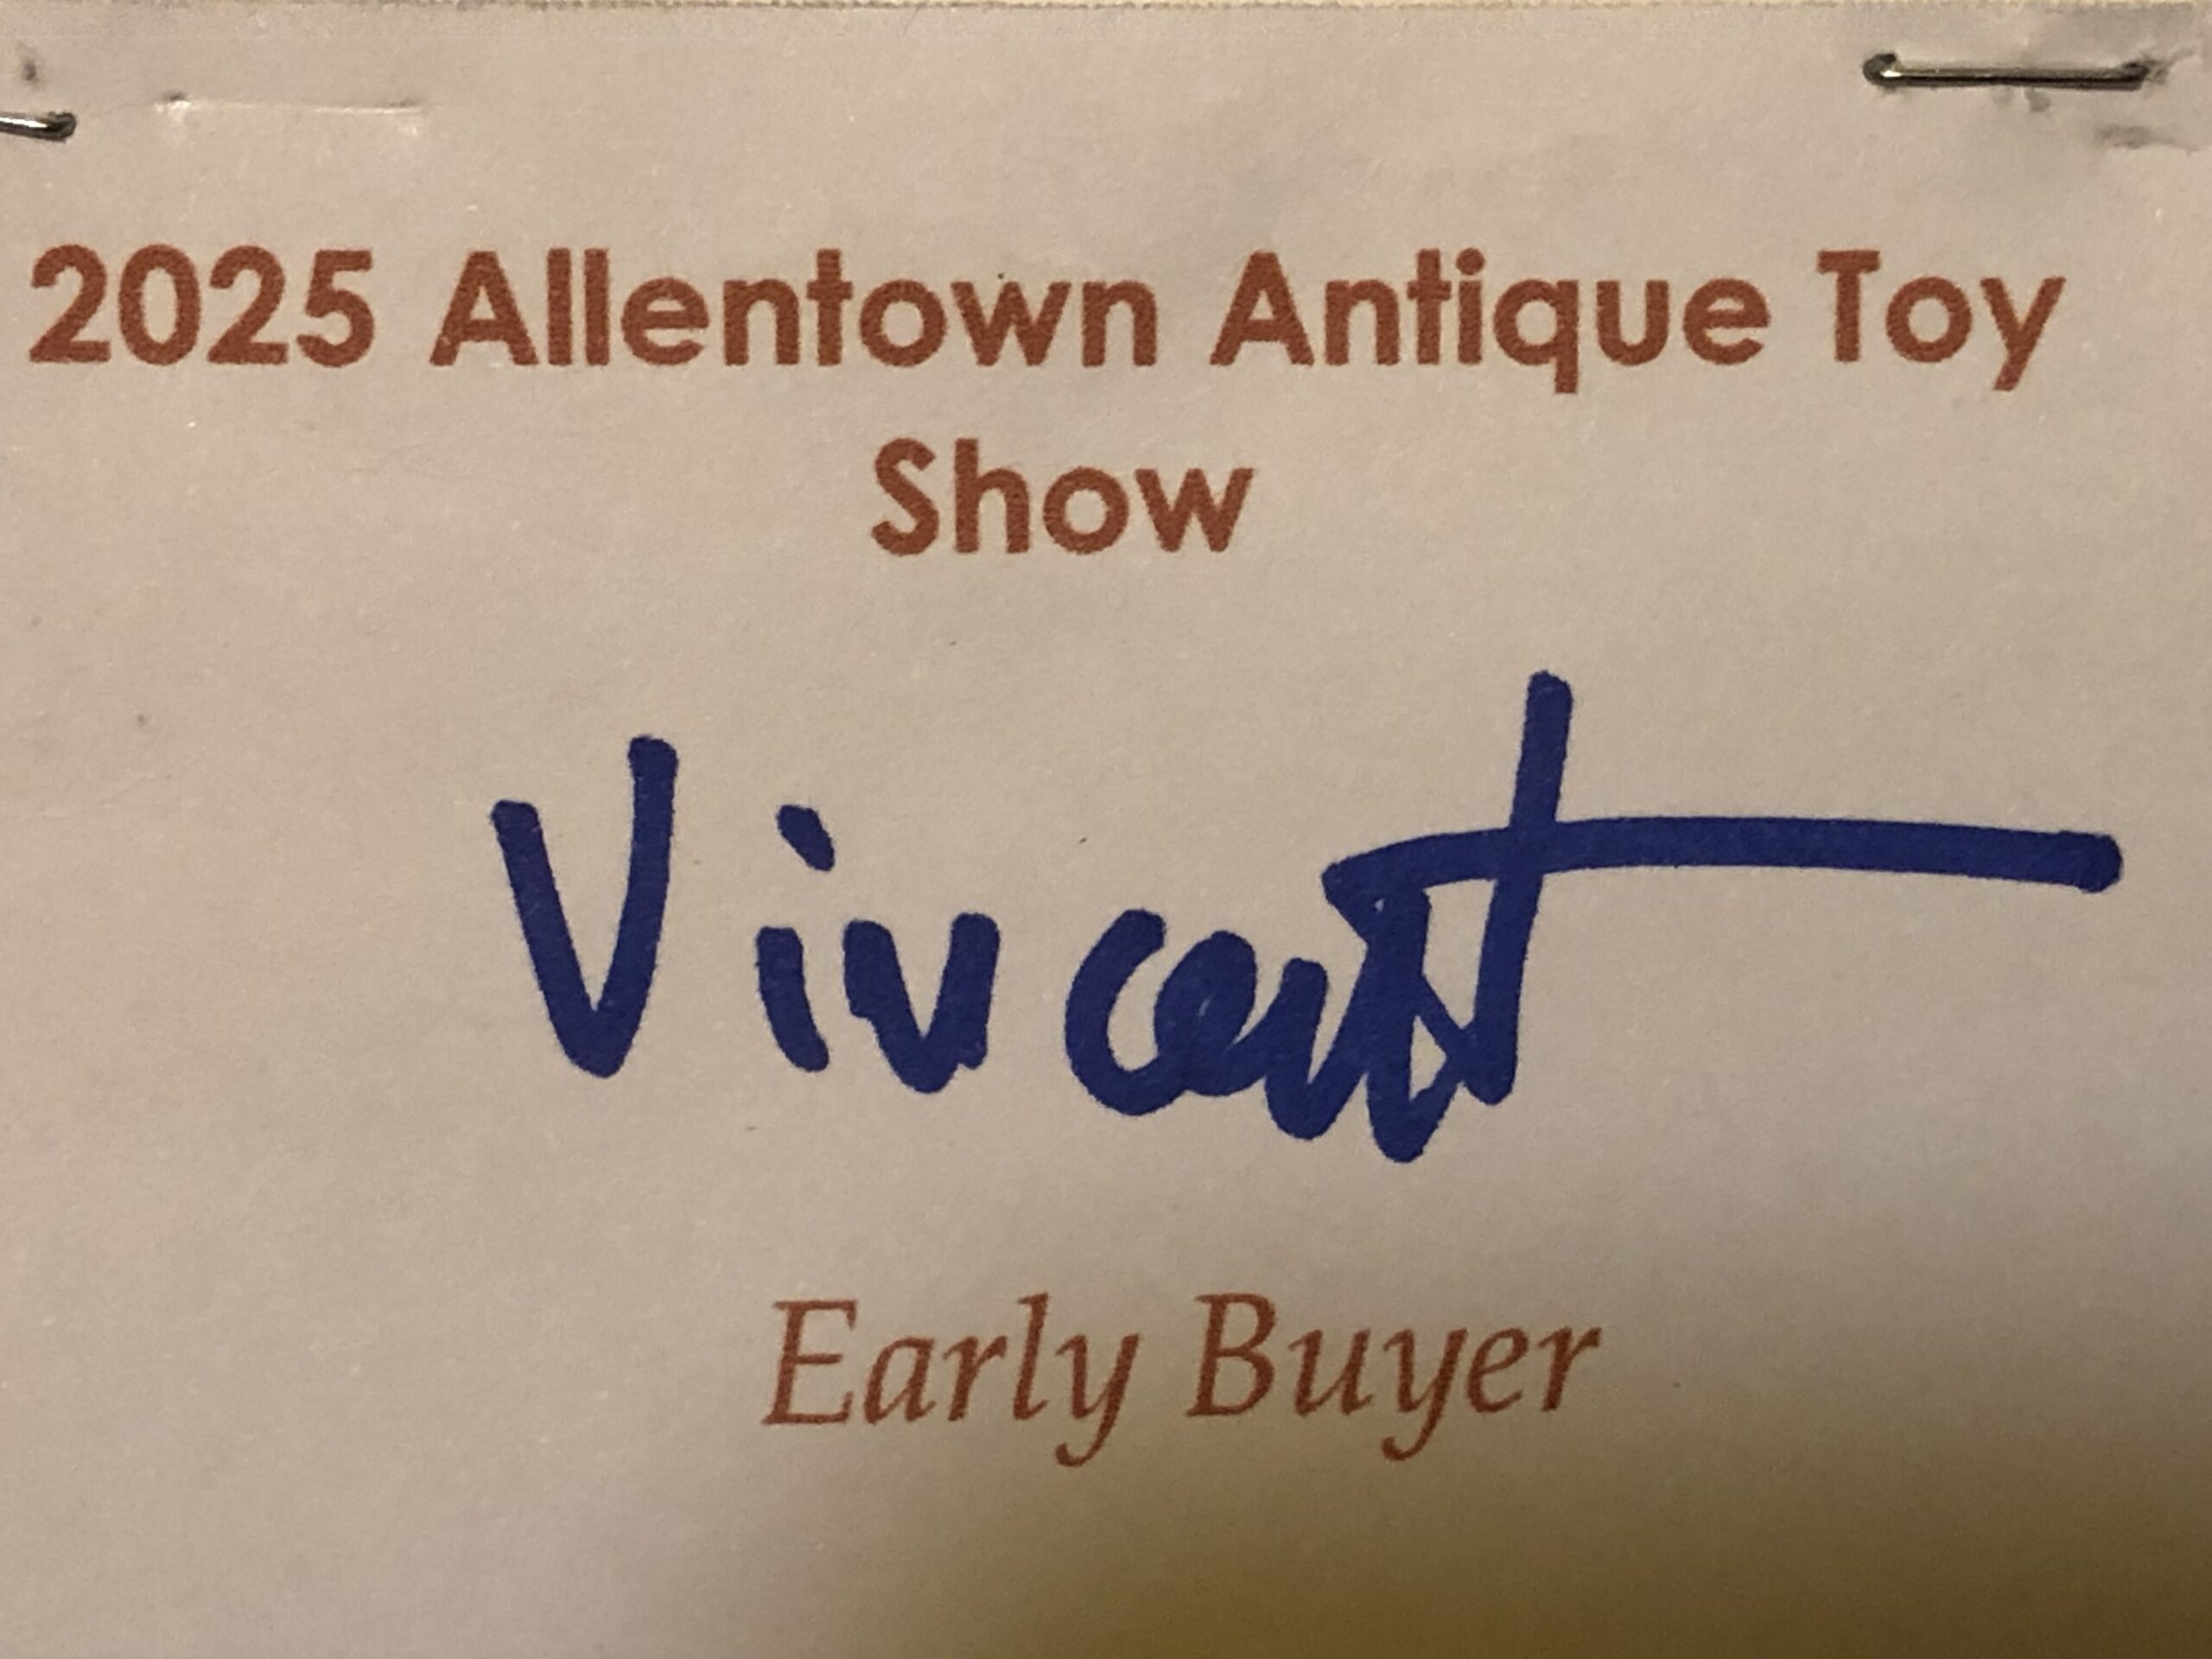 2025 Allentown Antique Toy
Show
Vincent
Early Buyer